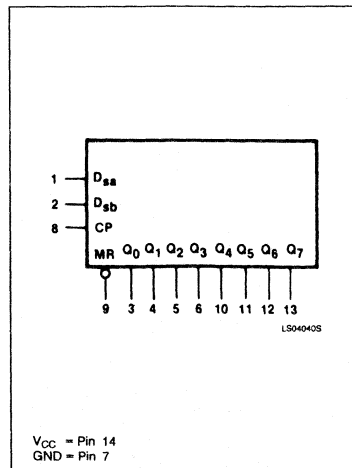 1 Dsa
2 Dsb
8 CP
MR Q0 Q1 Q2 Q3 Q4 Q5 Q6 Q7
9 3 4 5 6 10 11 12 13
LS04040S
VCC = Pin 14
GND = Pin 7